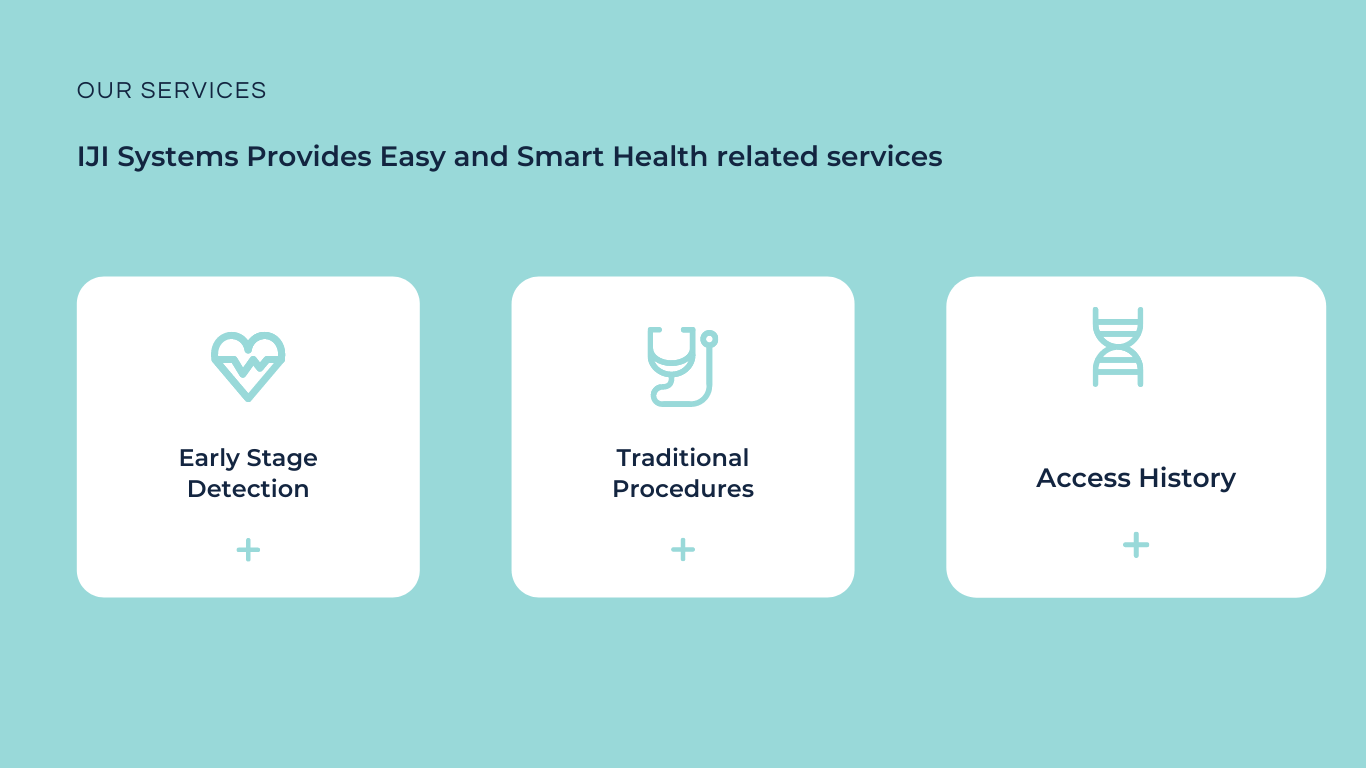 OUR SERVICES
IJI Systems Provides Easy and Smart Health related services
Early Stage
Detection
Traditional
Procedures
Access History